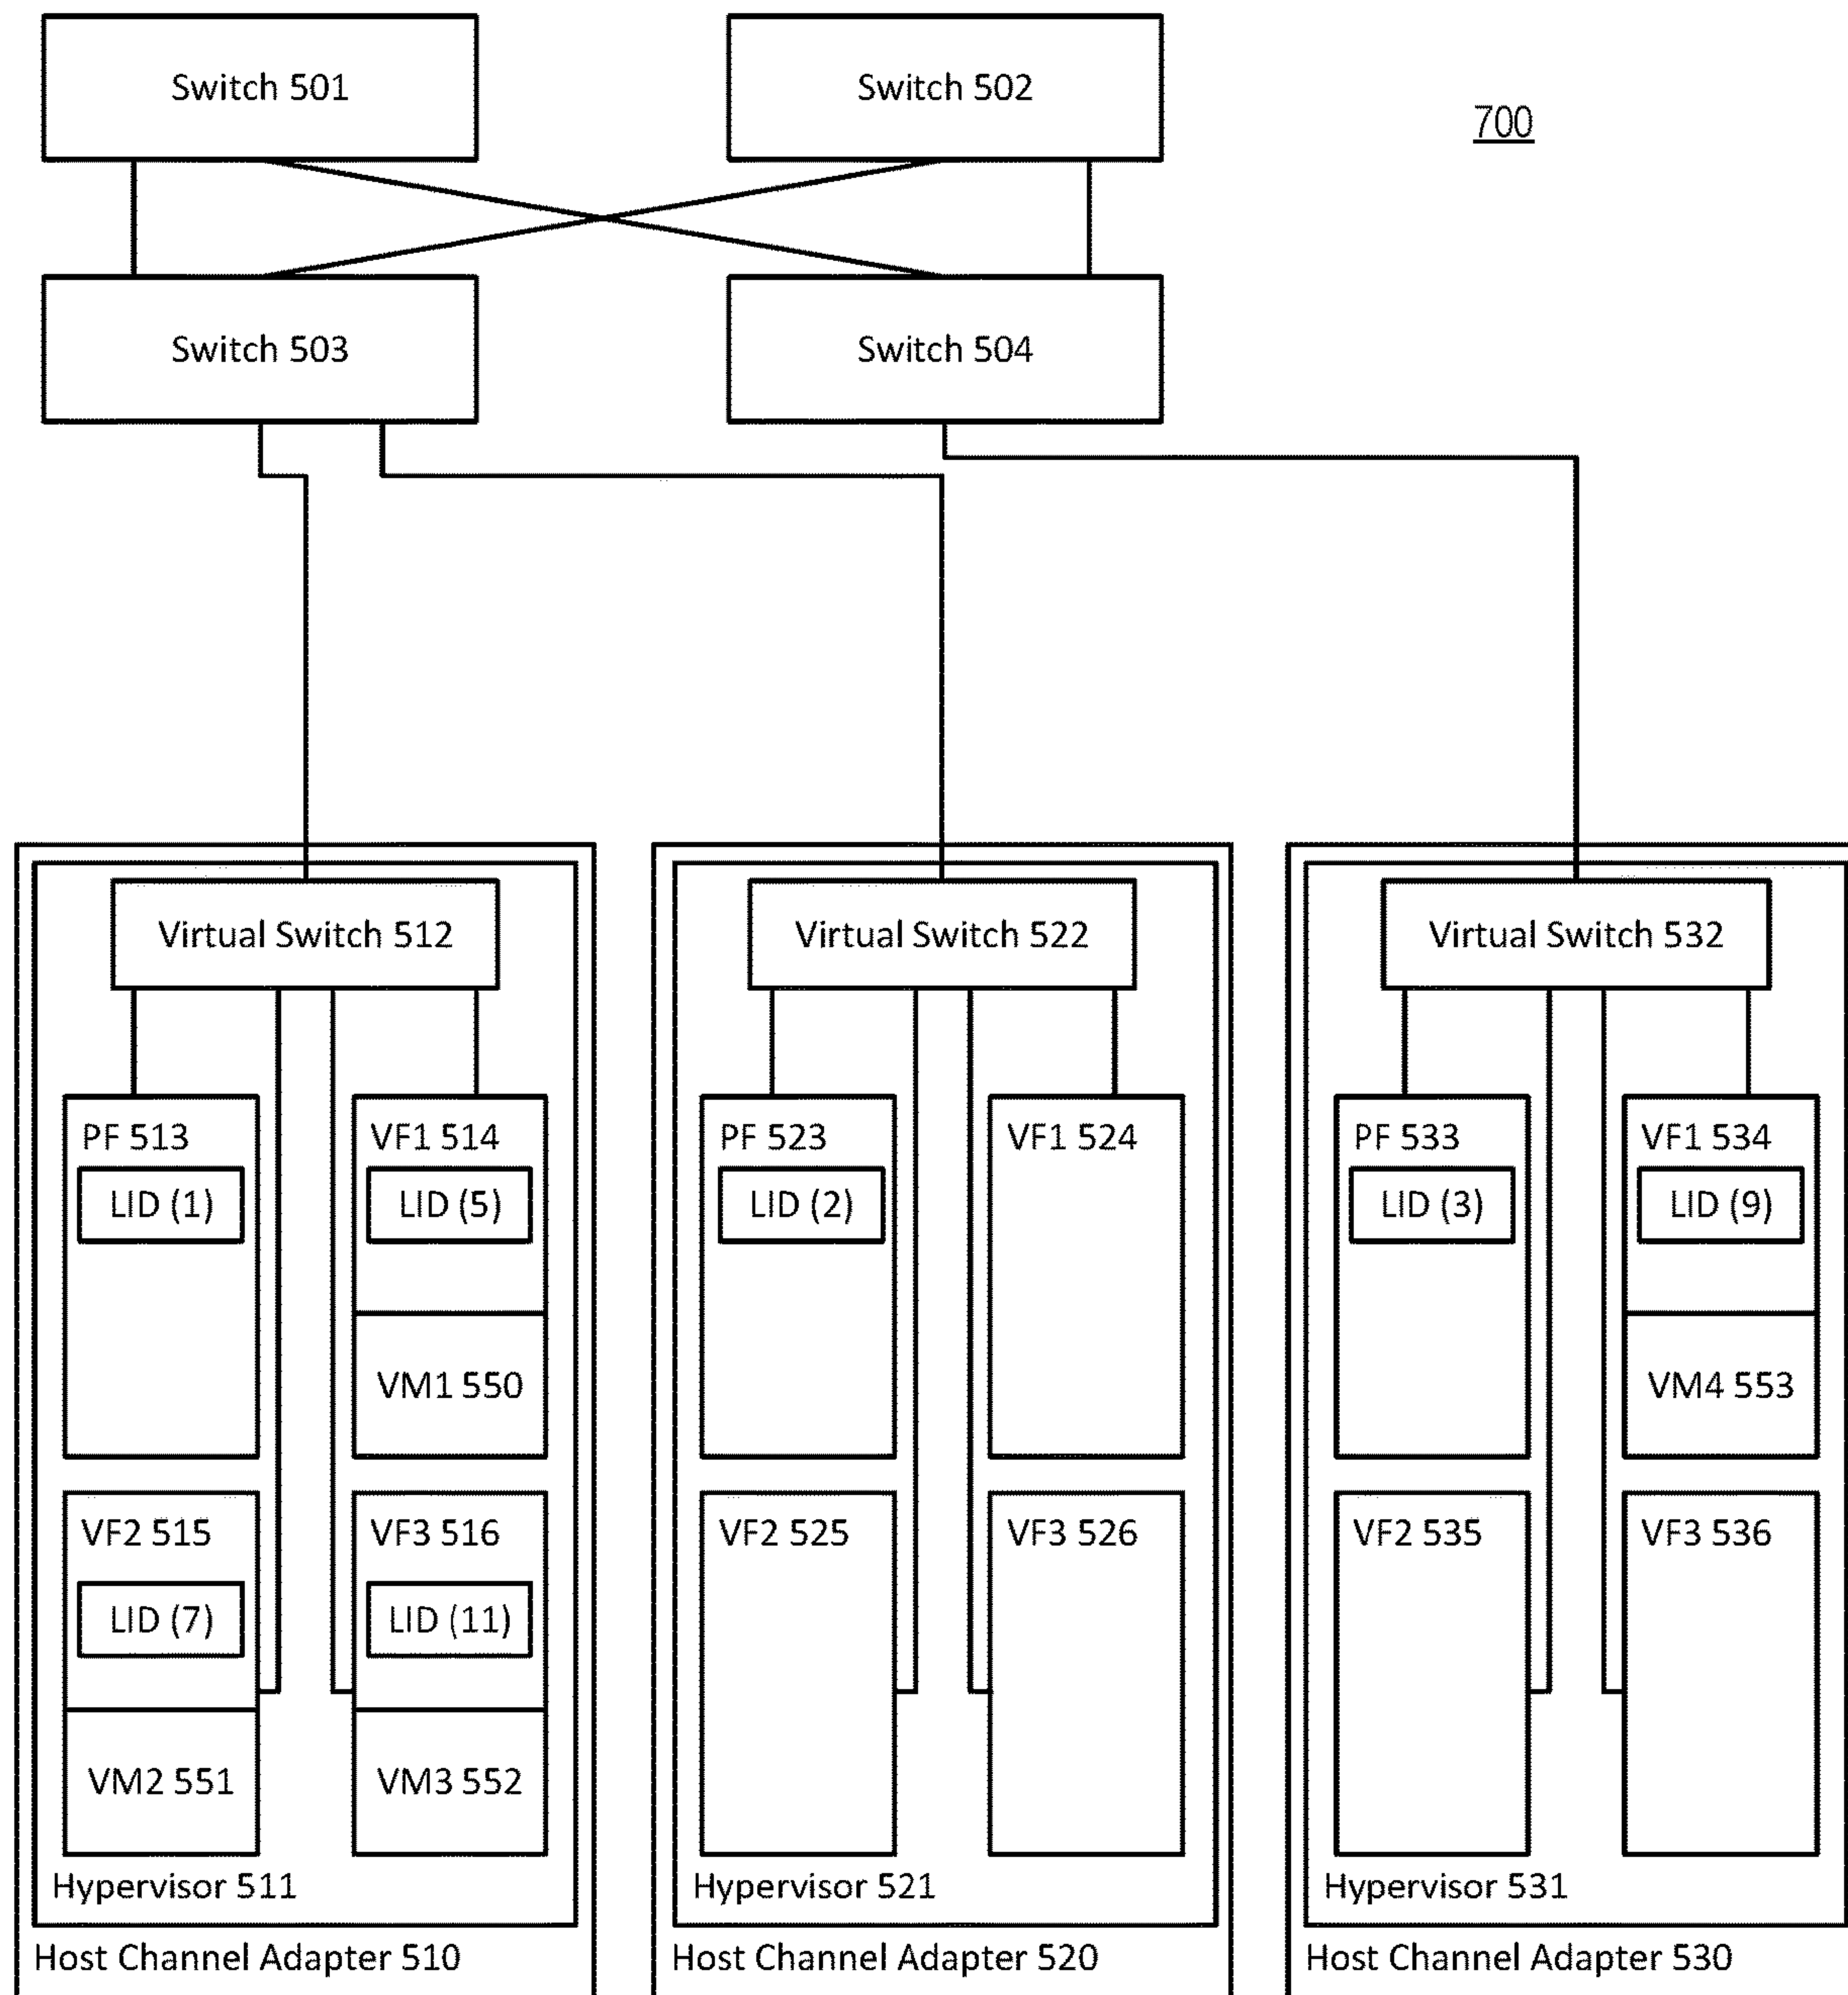 Switch 501
Switch 502
700
Switch 503
Switch 504
Virtual Switch 512
Virtual Switch 522
Virtual Switch 532
PF 513
LID (1)
VF1 514
LID (5)
VM1 550
VF2 515
LID (7)
VM2 551
VF3 516
LID (11)
VM3 552
Hypervisor 511
Host Channel Adapter 510
PF 523
LID (2)
VF1 524
VF2 525
VF3 526
Hypervisor 521
Host Channel Adapter 520
PF 533
LID (3)
VF1 534
LID (9)
VM4 553
VF2 535
VF3 536
Hypervisor 531
Host Channel Adapter 530